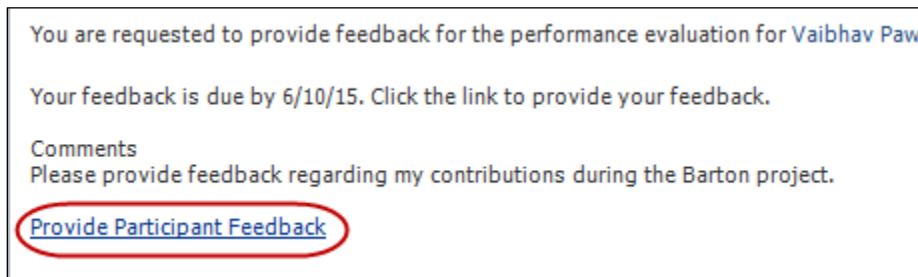 You are requested to provide feedback for the performance evaluation for Vaibhav Paw
Your feedback is due by 6/10/15. Click the link to provide your feedback.
Comments
Please provide feedback regarding my contributions during the Barton project.
Provide Participant Feedback